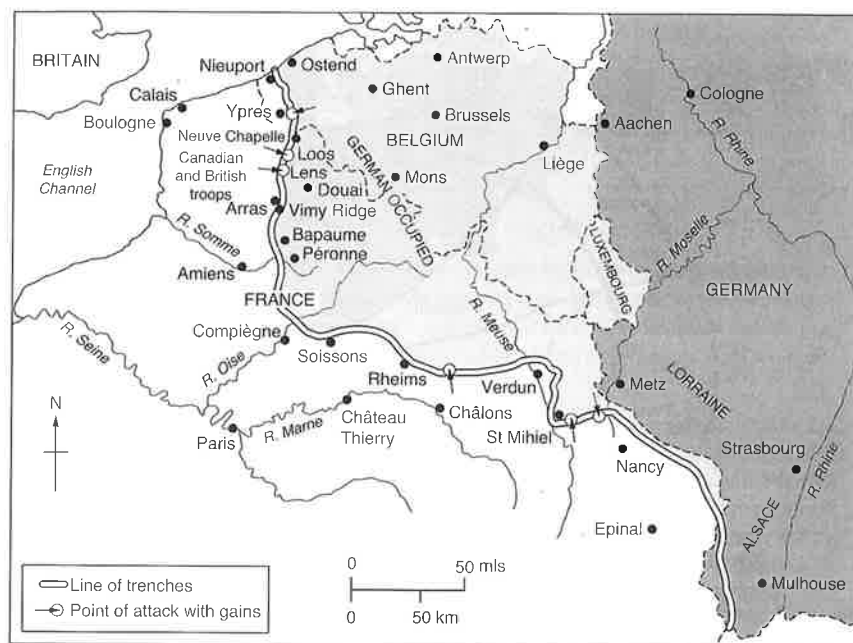 BRITAIN
Nieuport
Ostend
Antwerp
Ghent
Cologne
Calais
Ypres
Brussels
Boulogne
Aachen
R. Rhine
Neuve Chapelle
BELGIUM
English
Channel
Canadian
and British
troops
Loos
Lens
GERMAN OCCUPIED
Liège
Mons
Douai
Arras
Vimy Ridge
R. Somme
Bapaume
Péronne
LUXEMBOURG
R. Moselle
Amiens
GERMANY
FRANCE
R. Meuse
Compiègne
R. Seine
R. Oise
Soissons
Rheims
Verdun
Metz
LORRAINE
N
Paris
R. Marne
Château
Thierry
Châlons
St Mihiel
Nancy
Strasbourg
R. Rhine
Epinal
ALSACE
Mulhouse
Line of trenches
Point of attack with gains
0 50 mls
0 50 km